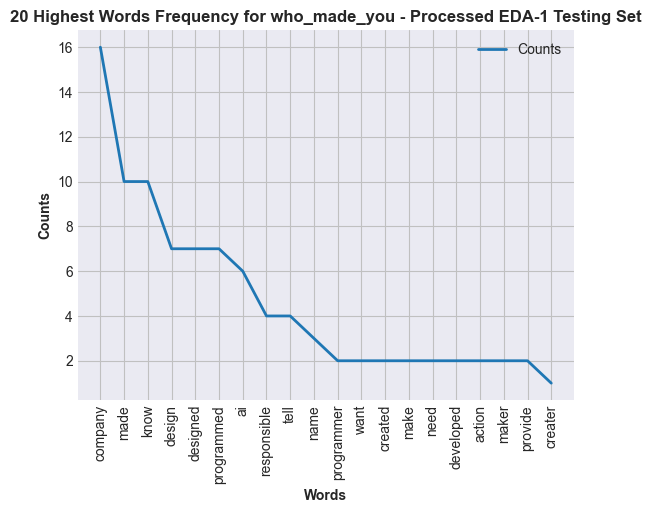 20 Highest Words Frequency for who_made_you - Processed EDA-1 Testing Set
Counts
16
14
12
10
8
6
4
2
Counts
company
made
know
design
designed
programmed
ai
responsible
tell
name
programmer
want
created
make
need
developed
action
maker
provide
creater
Words